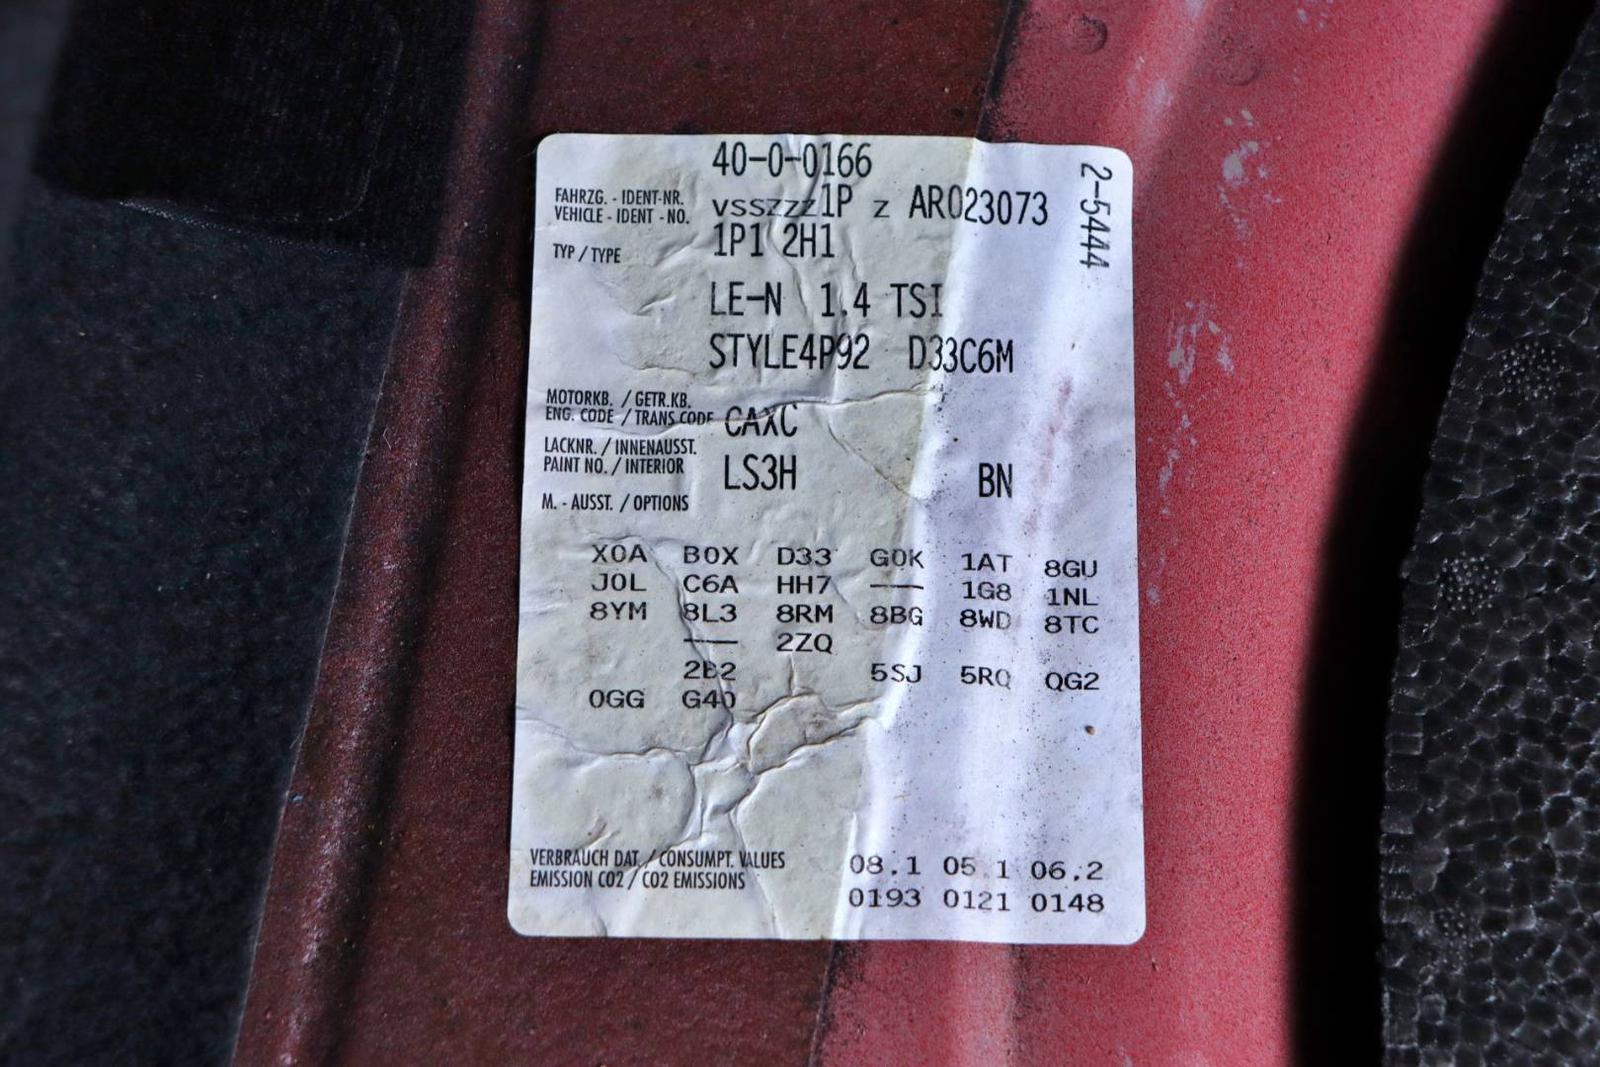 40-0-0166
2-5444
FAHRZG. - IDENT-NR.
VEHICLE - IDENT - NO.
VSSZZZ1P Z AR023073
TYP / TYPE
1P1 2H1
LE-N 1.4 TSI
STYLE4P92 D33C6M
MOTORKB. / GETR.KB.
ENG. CODE / TRANS CODE
CAXC
LACKNR. / INNENAUSST.
PAINT NO. / INTERIOR
LS3H BN
M. - AUSST. / OPTIONS
X0A B0X D33 G0K 1AT 8GU
J0L C6A HH7 —— 1G8 1NL
8YM 8L3 8RM 8BG 8WD 8TC
—— 2ZQ
2B2 5SJ 5RQ QG2
0GG G40
VERBRAUCH DAT. / CONSUMPT. VALUES
08.1 05.1 06.2
EMISSION CO2 / CO2 EMISSIONS
0193 0121 0148